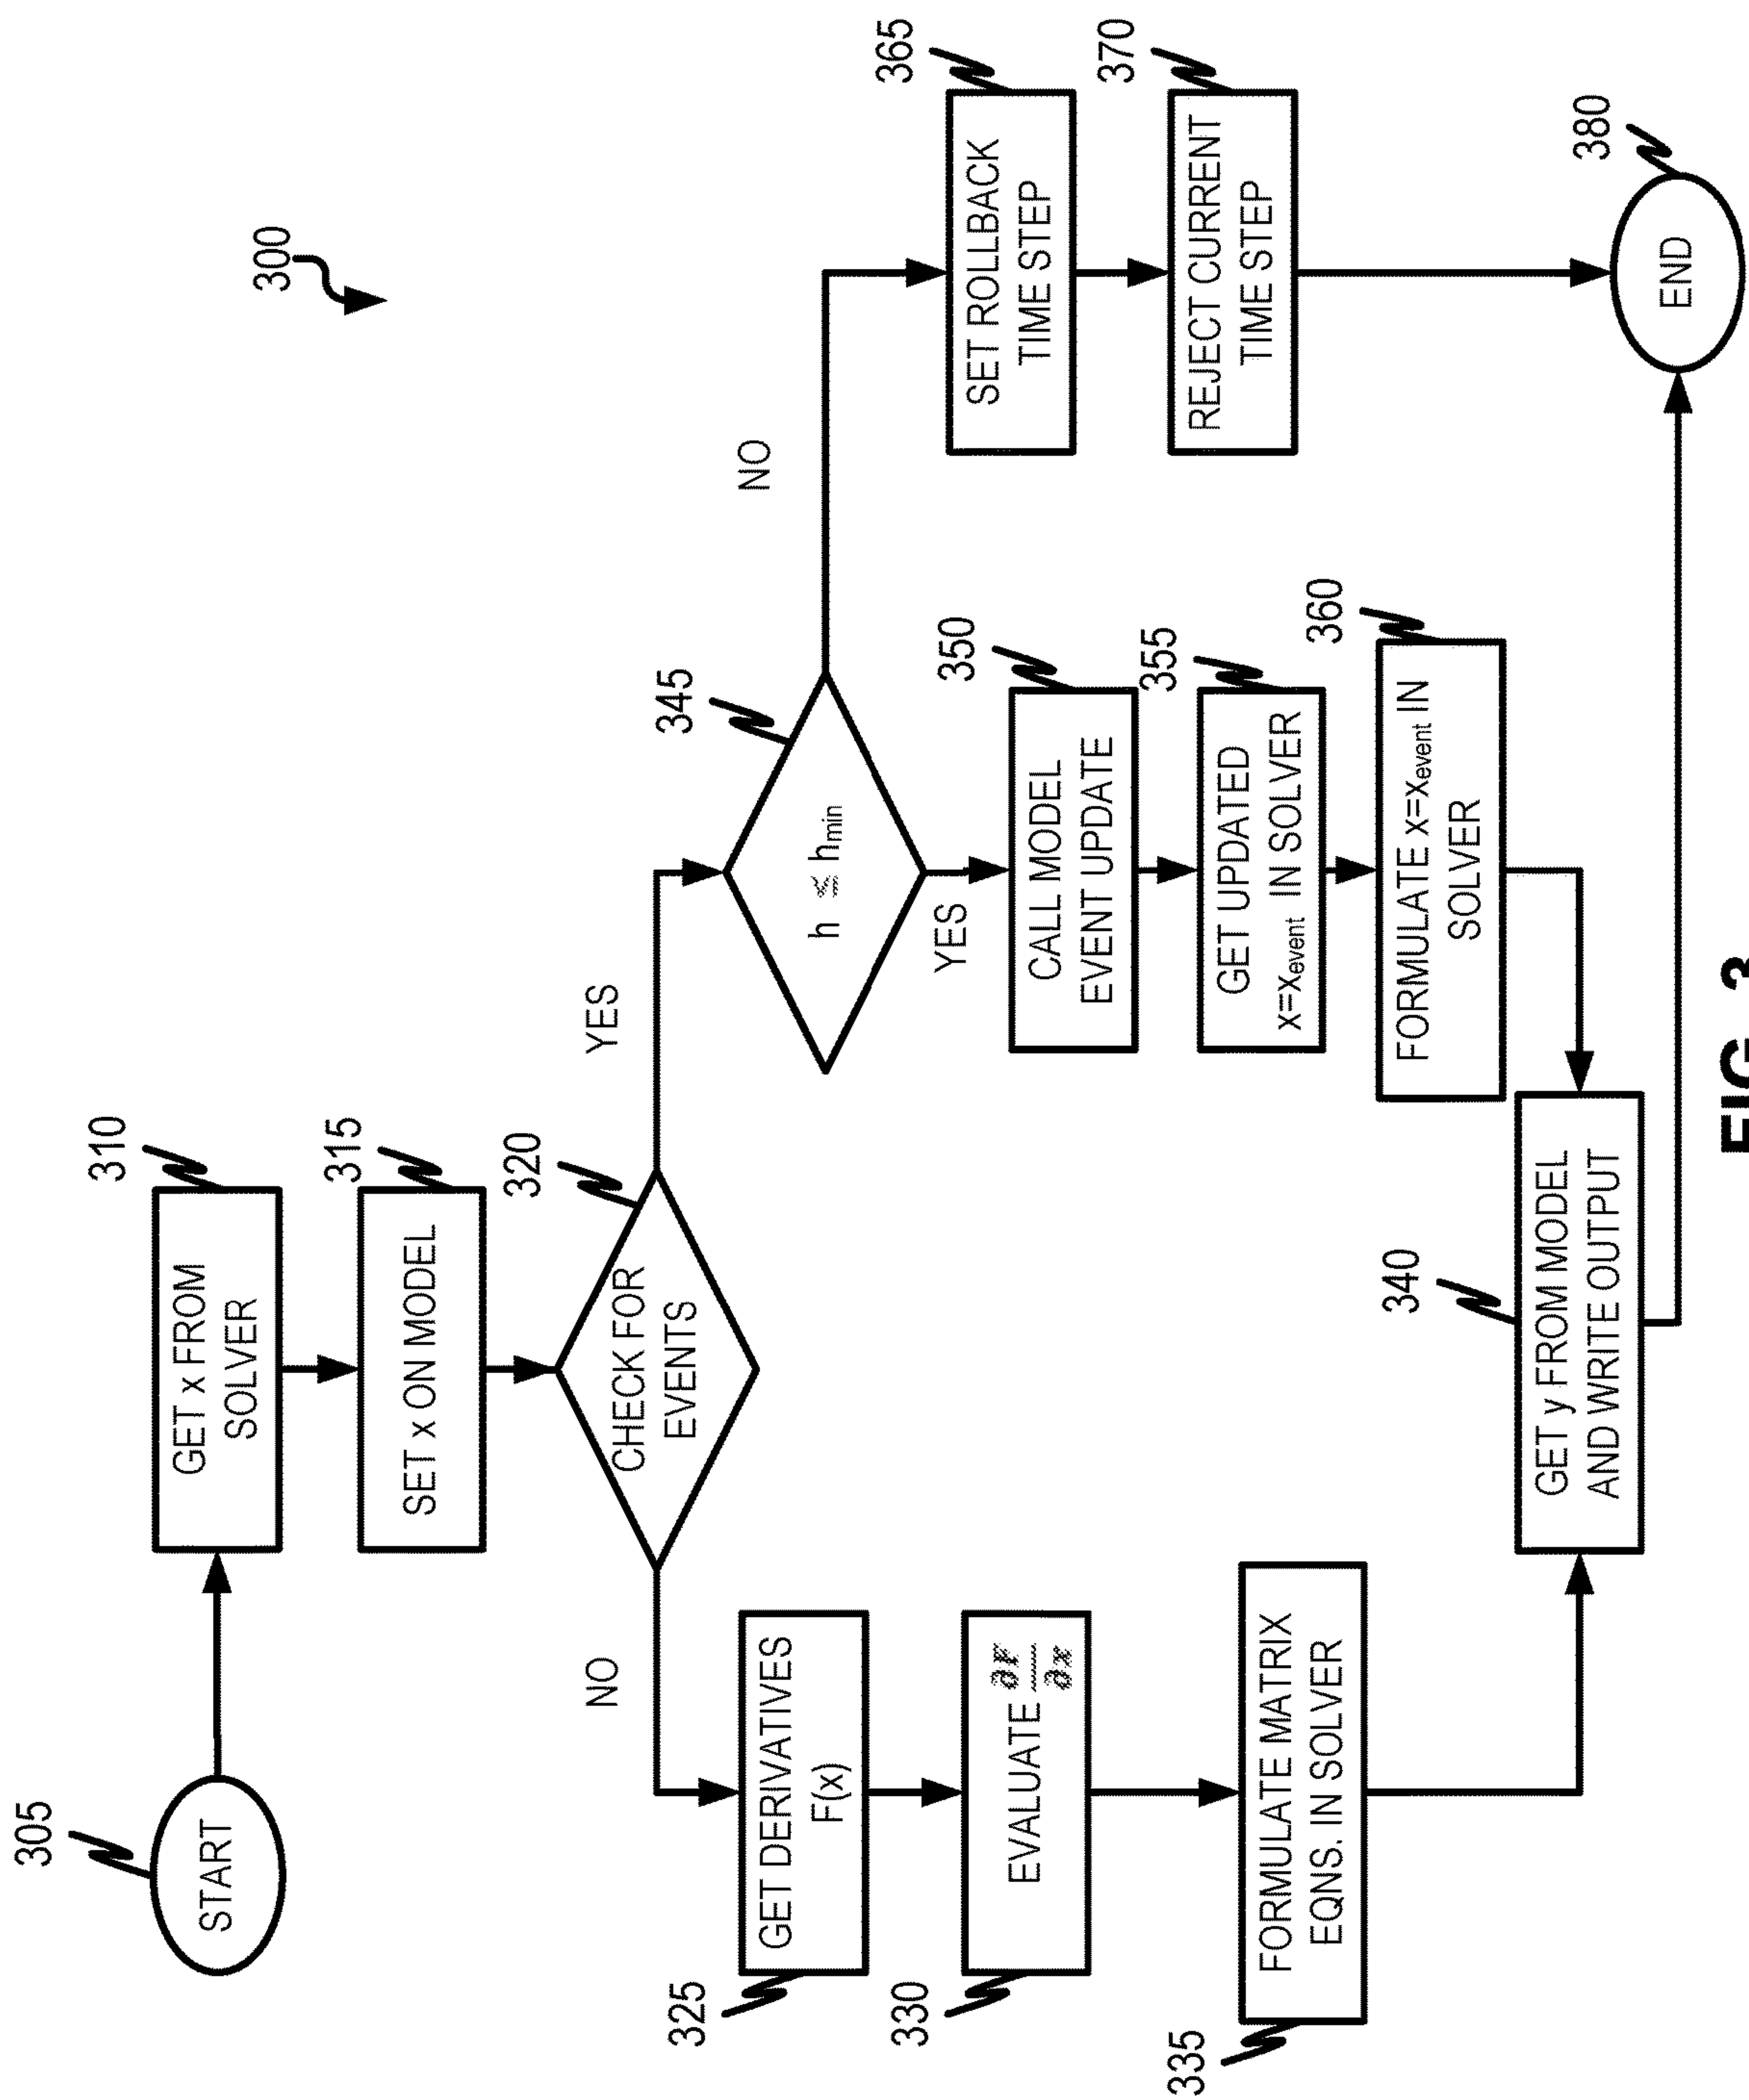 300
305
START
310
GET x FROM
SOLVER
315
SET x ON MODEL
320
CHECK FOR
EVENTS
NO
YES
325
GET DERIVATIVES
F(x)
330
EVALUATE ∂F/∂x
335
FORMULATE MATRIX
EQNS. IN SOLVER
345
h ≤ hmin
YES
NO
350
CALL MODEL
EVENT UPDATE
355
GET UPDATED
x=xevent IN SOLVER
360
FORMULATE x=xevent IN
SOLVER
340
GET y FROM MODEL
AND WRITE OUTPUT
365
SET ROLLBACK
TIME STEP
370
REJECT CURRENT
TIME STEP
380
END
FIG. 3